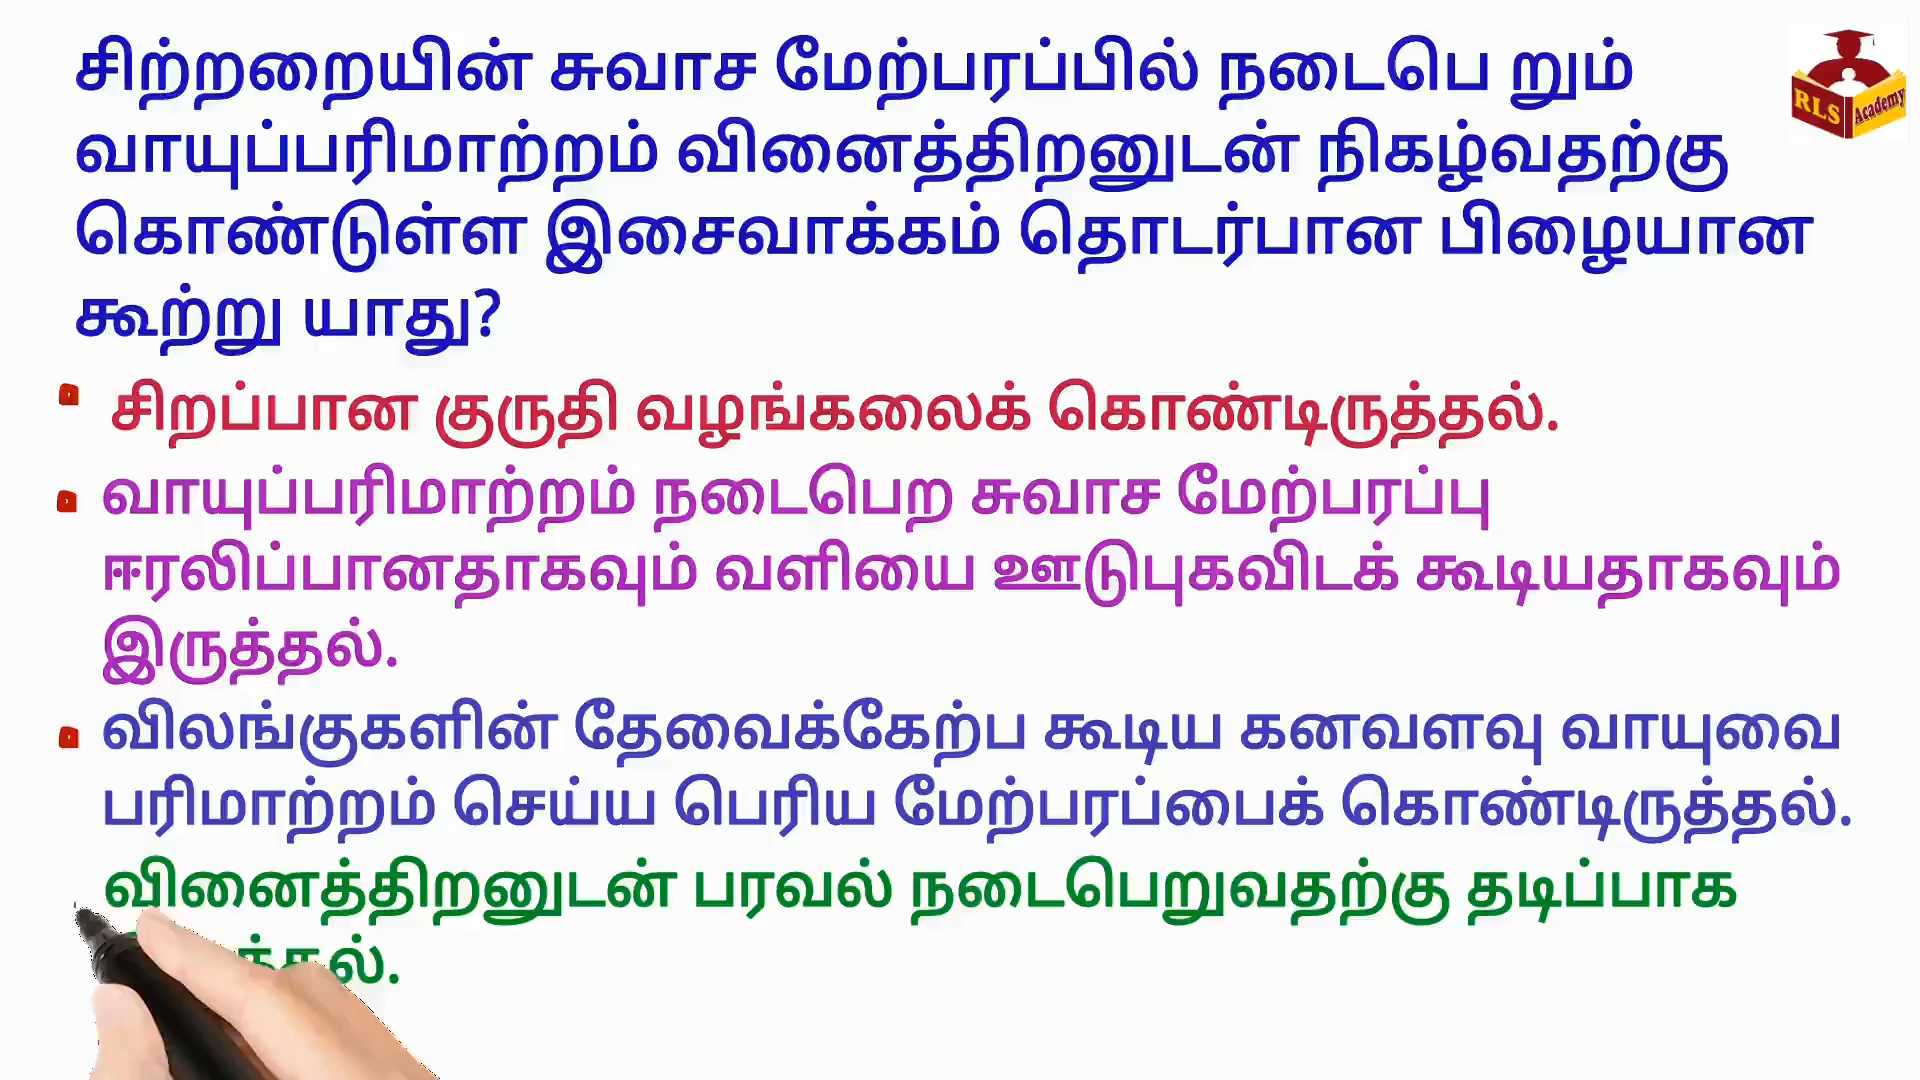 சிற்றறையின் சுவாச மேற்பரப்பில் நடைபெ றும்
வாயுப்பரிமாற்றம் வினைத்திறனுடன் நிகழ்வதற்கு
கொண்டுள்ள இசைவாக்கம் தொடர்பான பிழையான
கூற்று யாது?
சிறப்பான குருதி வழங்கலைக் கொண்டிருத்தல்.
வாயுப்பரிமாற்றம் நடைபெற சுவாச மேற்பரப்பு
ஈரலிப்பானதாகவும் வளியை ஊடுபுகவிடக் கூடியதாகவும்
இருத்தல்.
விலங்குகளின் தேவைக்கேற்ப கூடிய கனவளவு வாயுவை
பரிமாற்றம் செய்ய பெரிய மேற்பரப்பைக் கொண்டிருத்தல்.
வினைத்திறனுடன் பரவல் நடைபெறுவதற்கு தடிப்பாக
RLS Academy